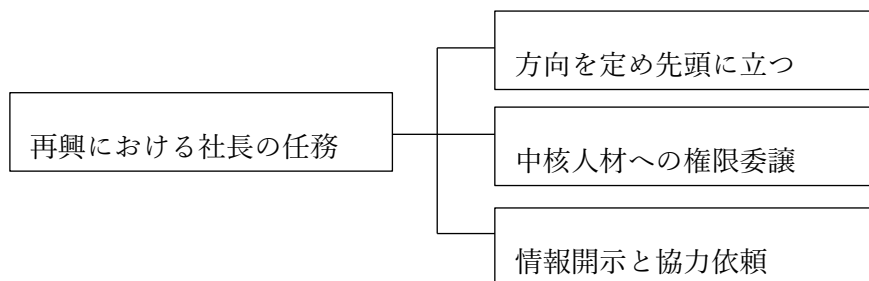 方向を定め先頭に立つ
再興における社長の任務
中核人材への権限委譲
情報開示と協力依頼